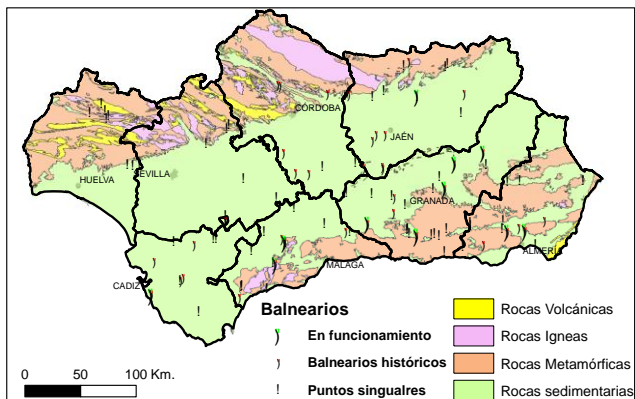 CÓRDOBA
JAÉN
HUELVA
SEVILLA
GRANADA
ALMERÍA
MALAGA
CADIZ
Balnearios
En funcionamiento
Balnearios históricos
Puntos singualres
Rocas Volcánicas
Rocas Igneas
Rocas Metamórficas
Rocas sedimentarias
0 50 100 Km.